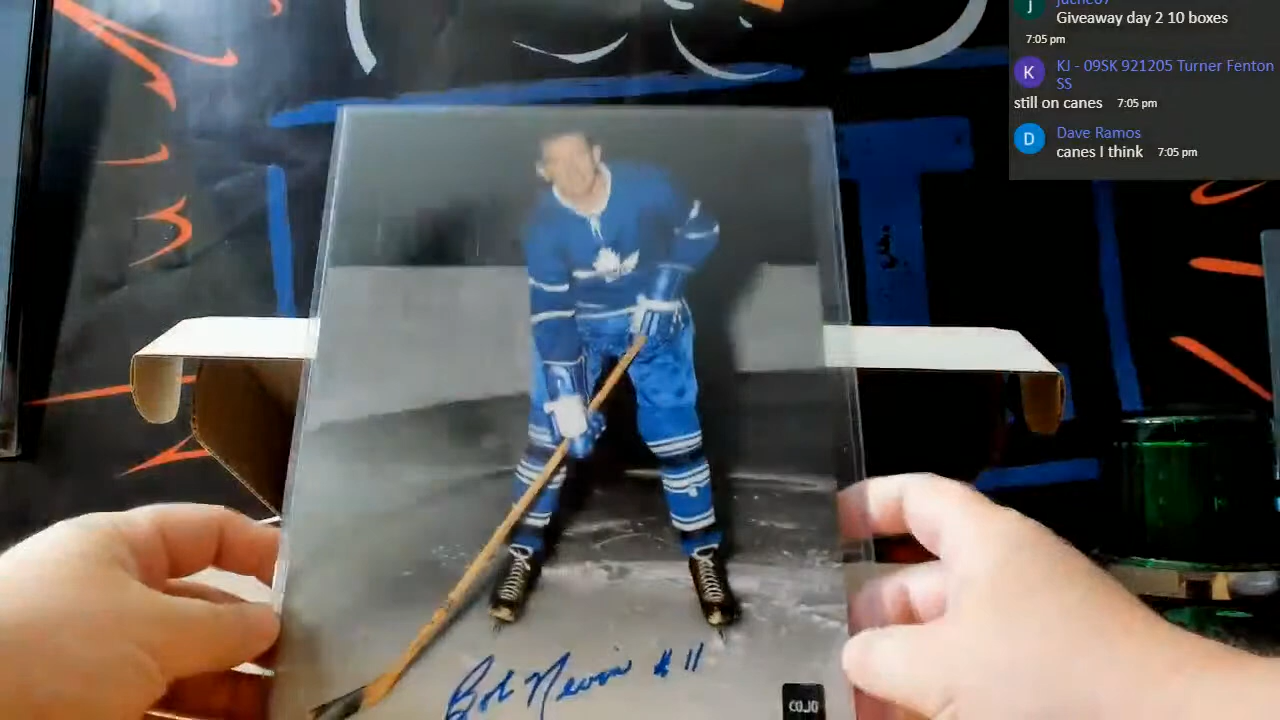 Giveaway day 2 10 boxes
7:05 pm
KJ - 09SK 921205 Turner Fenton
SS
still on canes 7:05 pm
Dave Ramos
canes I think 7:05 pm
Bob Nevin #11
COJO